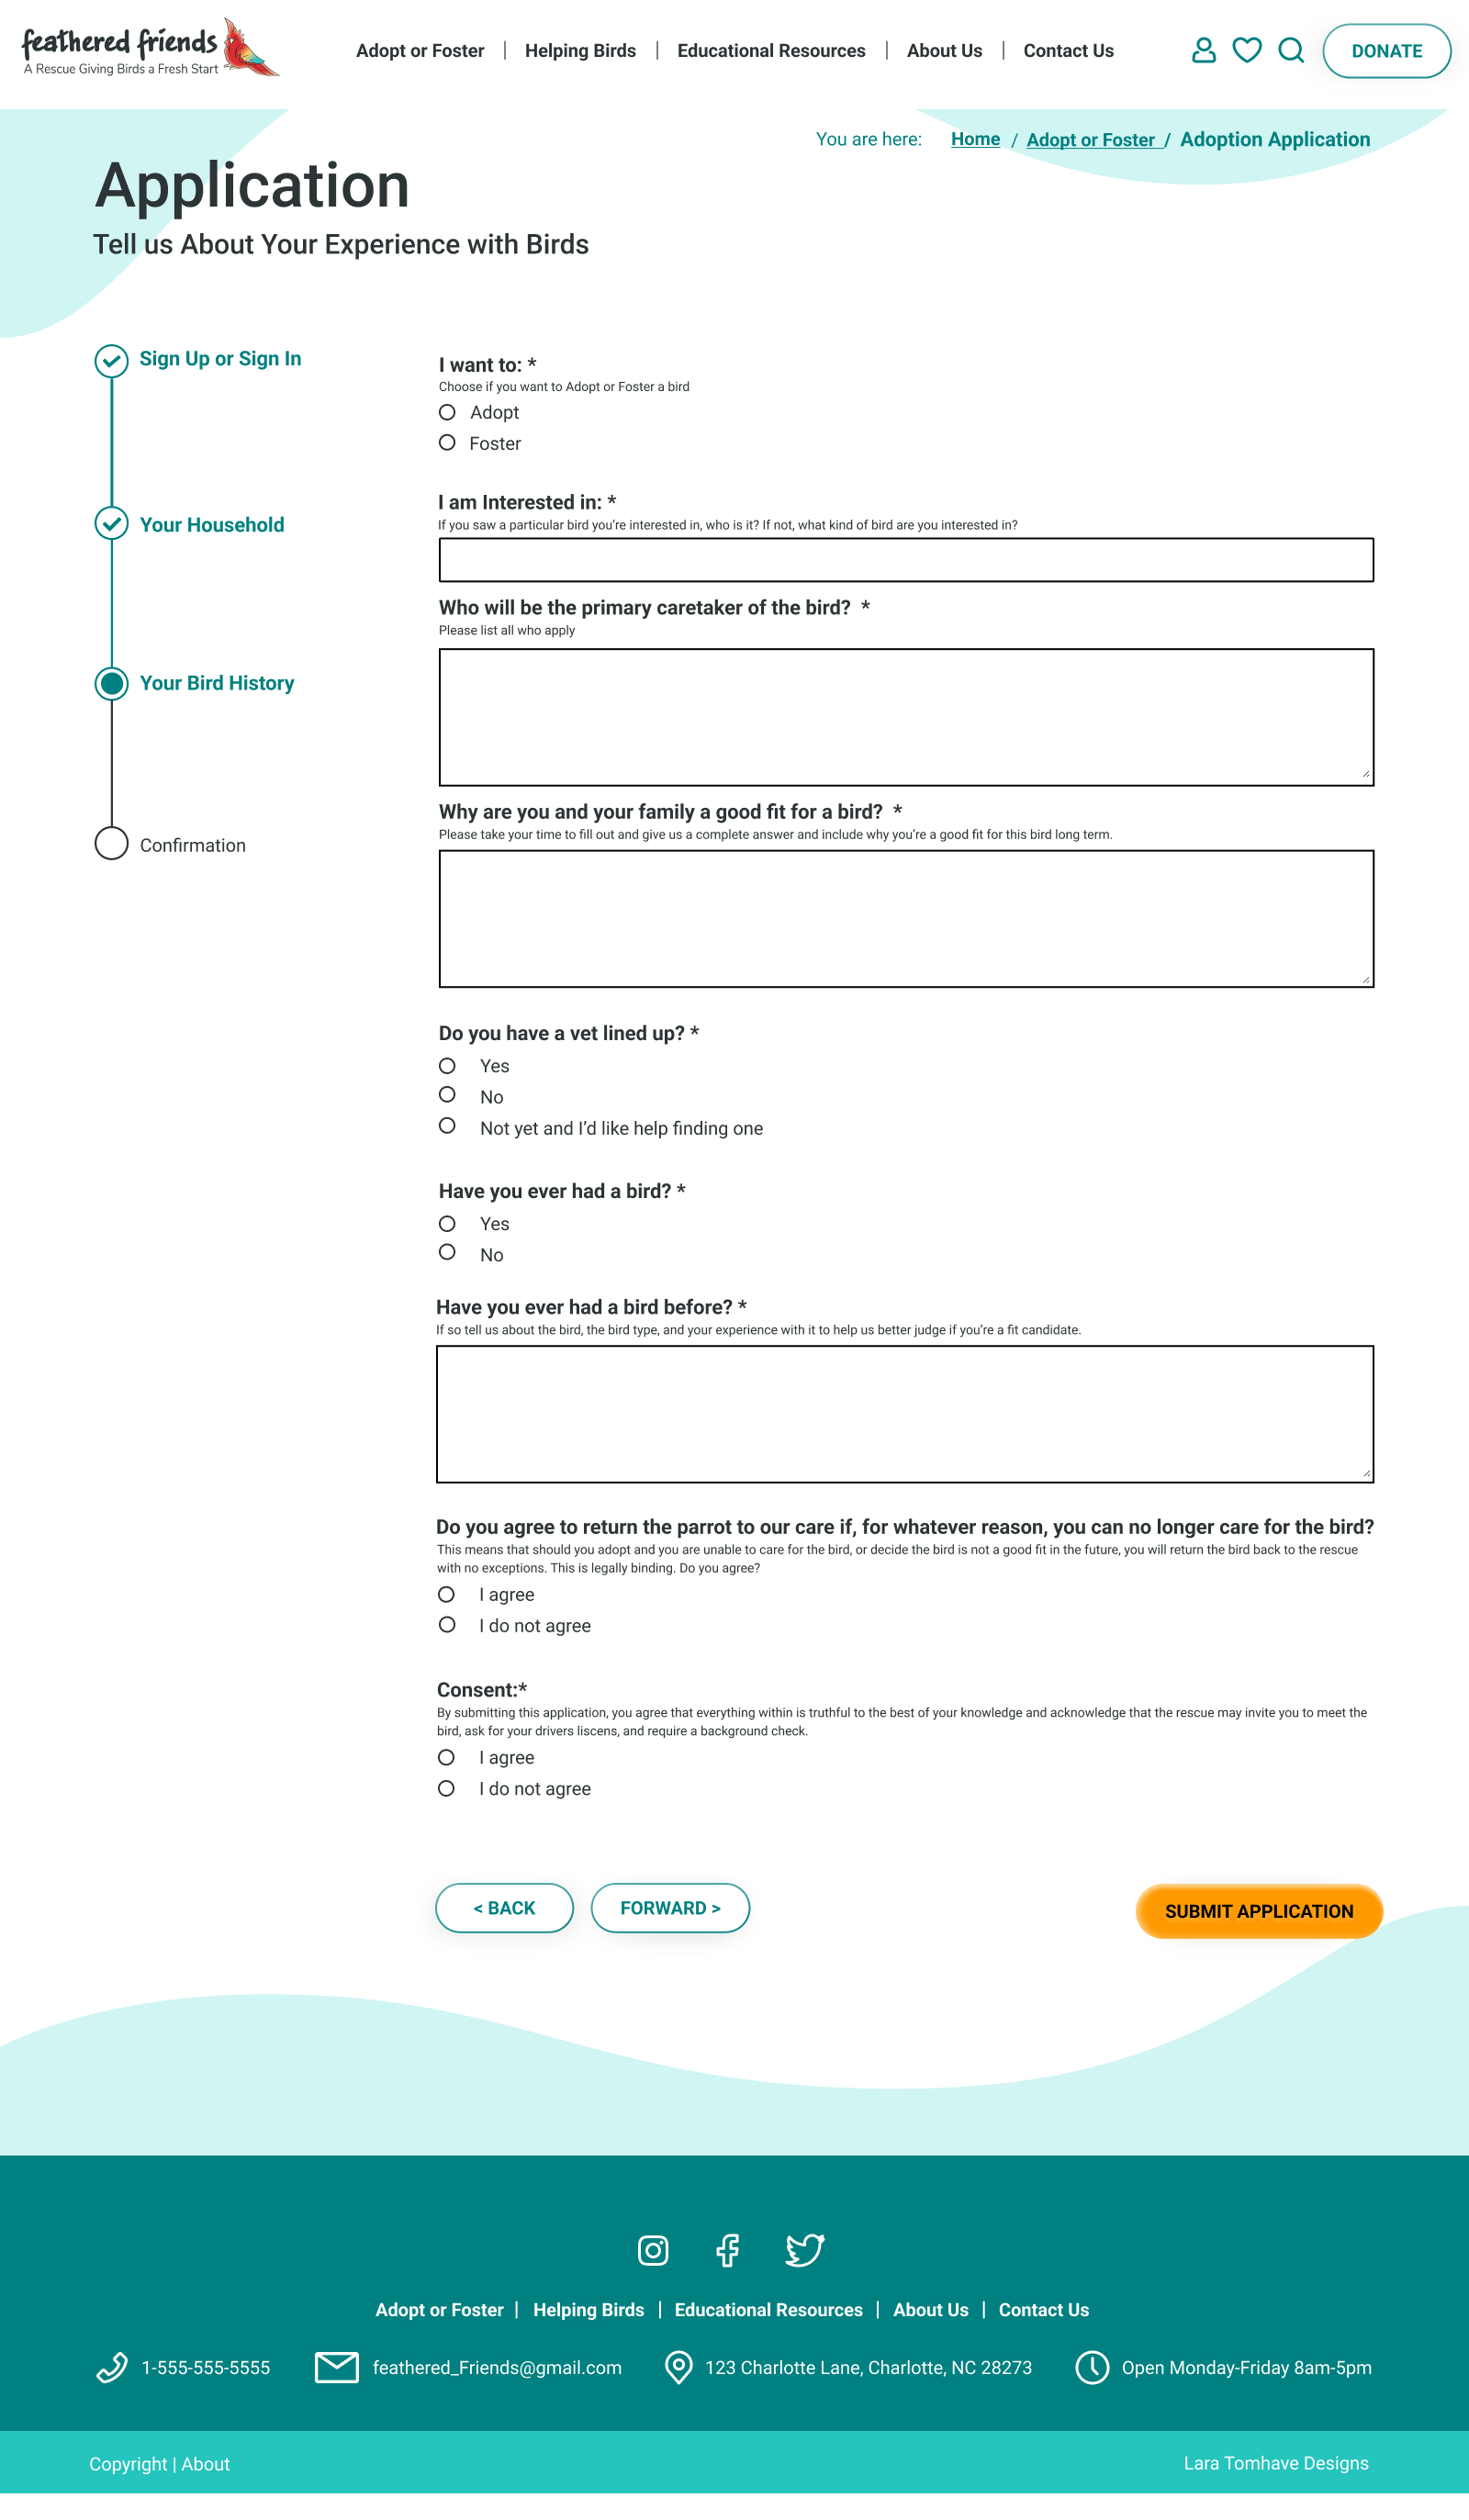 feathered friends
A Rescue Giving Birds a Fresh Start
Adopt or Foster | Helping Birds | Educational Resources | About Us | Contact Us
DONATE
You are here: Home / Adopt or Foster / Adoption Application
Application
Tell us About Your Experience with Birds
Sign Up or Sign In
Your Household
Your Bird History
Confirmation
I want to: *
Choose if you want to Adopt or Foster a bird
Adopt
Foster
I am Interested in: *
If you saw a particular bird you're interested in, who is it? If not, what kind of bird are you interested in?
Who will be the primary caretaker of the bird? *
Please list all who apply
Why are you and your family a good fit for a bird? *
Please take your time to fill out and give us a complete answer and include why you're a good fit for this bird long term.
Do you have a vet lined up? *
Yes
No
Not yet and I'd like help finding one
Have you ever had a bird? *
Yes
No
Have you ever had a bird before? *
If so tell us about the bird, the bird type, and your experience with it to help us better judge if you're a fit candidate.
Do you agree to return the parrot to our care if, for whatever reason, you can no longer care for the bird?
This means that should you adopt and you are unable to care for the bird, or decide the bird is not a good fit in the future, you will return the bird back to the rescue
with no exceptions. This is legally binding. Do you agree?
I agree
I do not agree
Consent:*
By submitting this application, you agree that everything within is truthful to the best of your knowledge and acknowledge that the rescue may invite you to meet the
bird, ask for your drivers liscens, and require a background check.
I agree
I do not agree
< BACK
FORWARD >
SUBMIT APPLICATION
Adopt or Foster | Helping Birds | Educational Resources | About Us | Contact Us
1-555-555-5555
feathered_Friends@gmail.com
123 Charlotte Lane, Charlotte, NC 28273
Open Monday-Friday 8am-5pm
Copyright | About
Lara Tomhave Designs